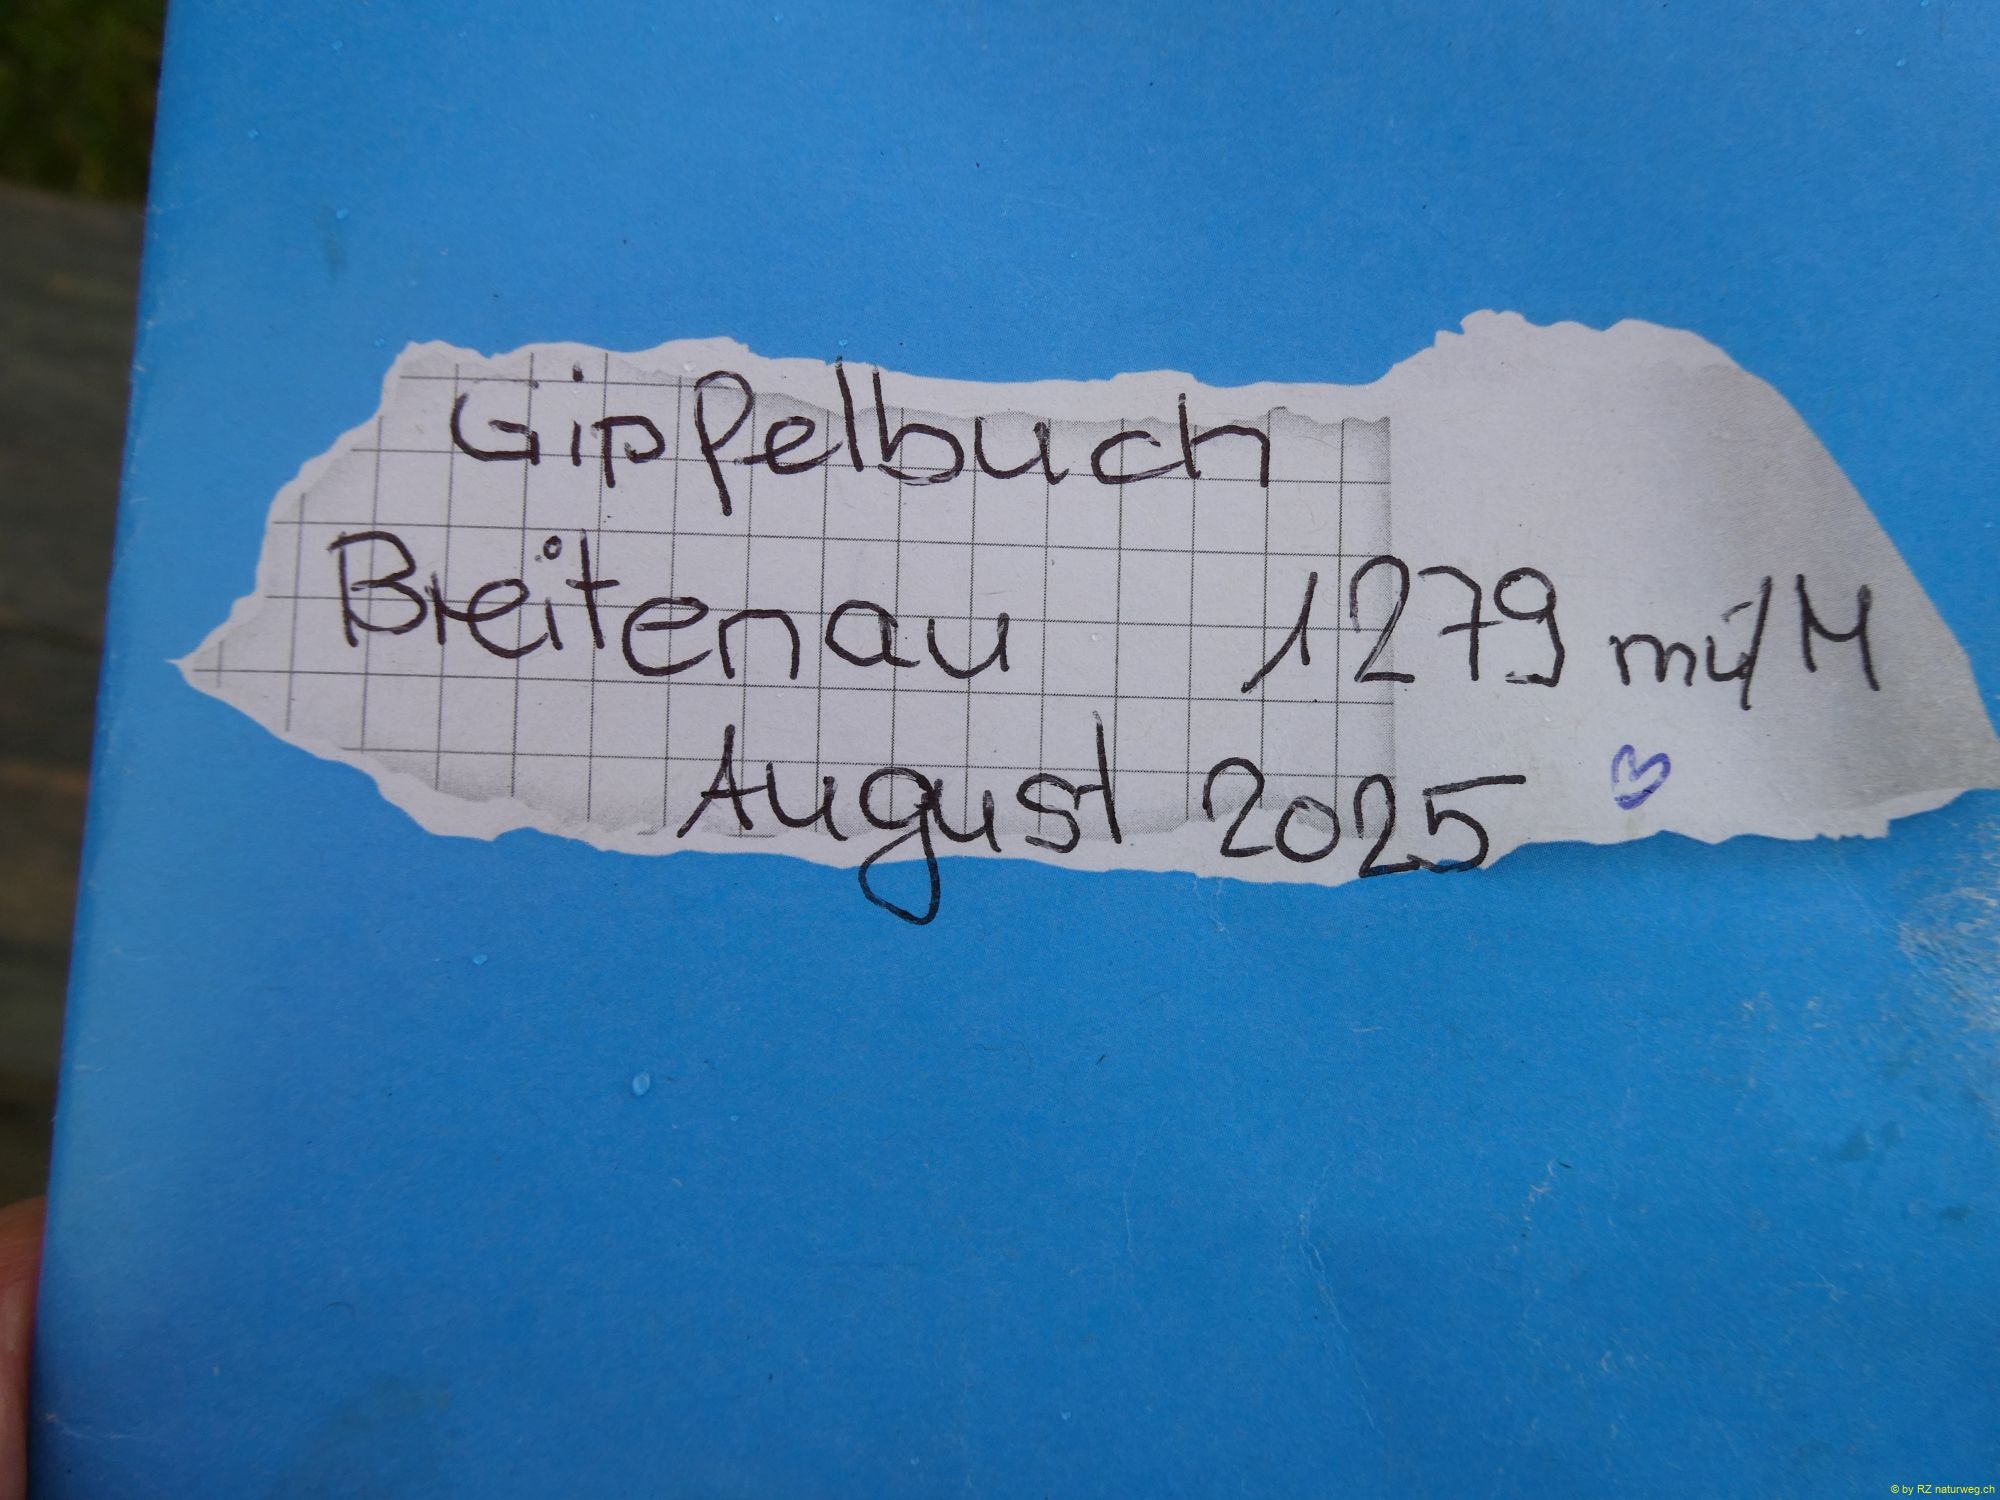 Gipfelbuch
Breitenau 1279 mü/M
August 2025
© by RZ naturweg.ch